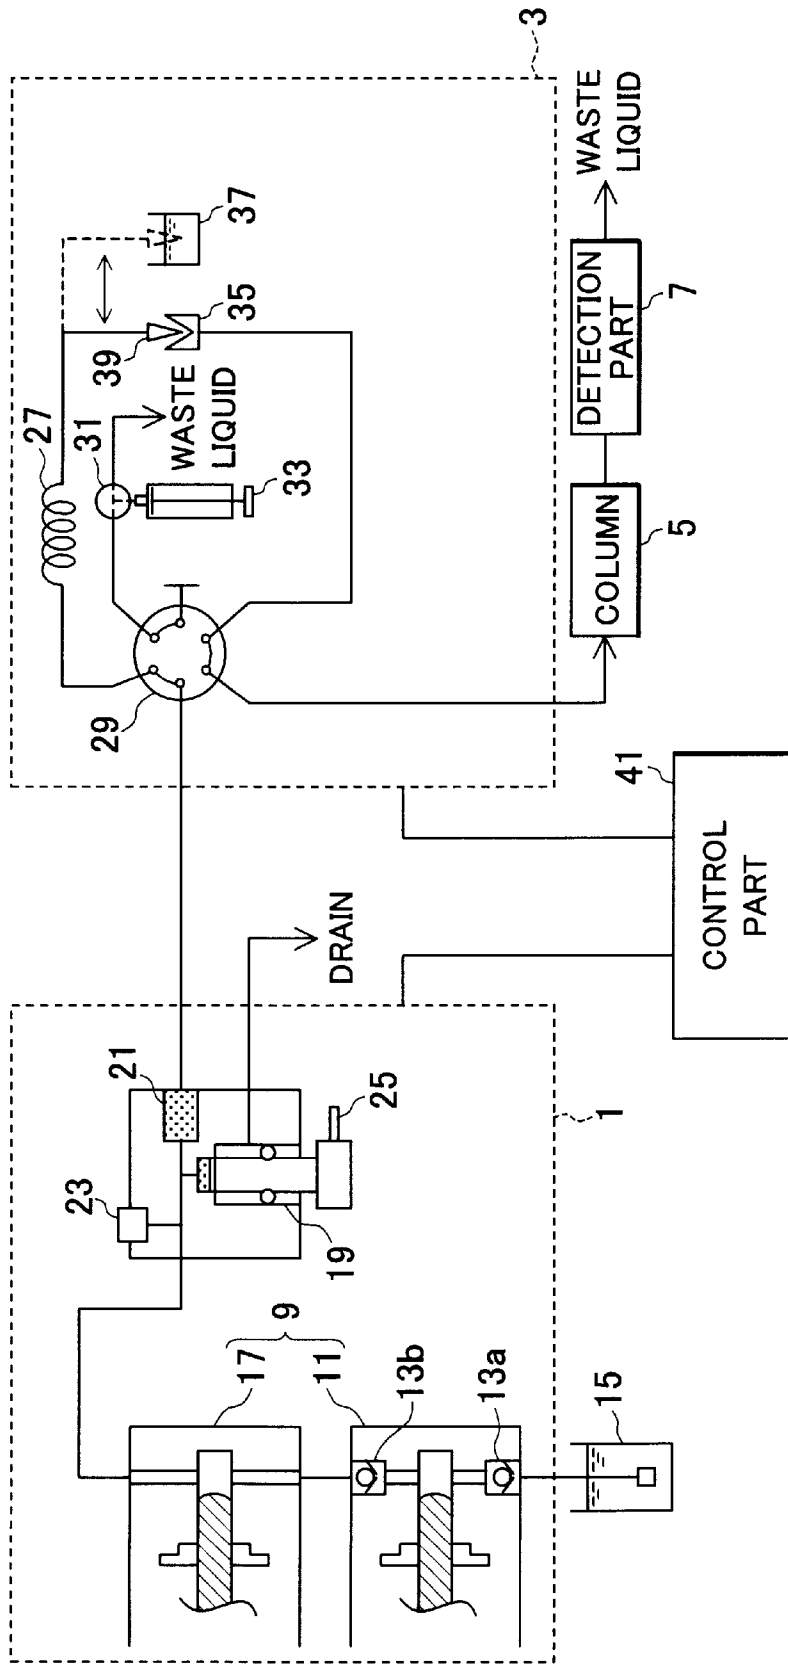 3
37
27
31
39
35
WASTE
LIQUID
33
29
WASTE
LIQUID
DETECTION
PART
7
COLUMN
5
41
CONTROL
PART
DRAIN
21
23
25
19
1
9
17
11
13b
13a
15